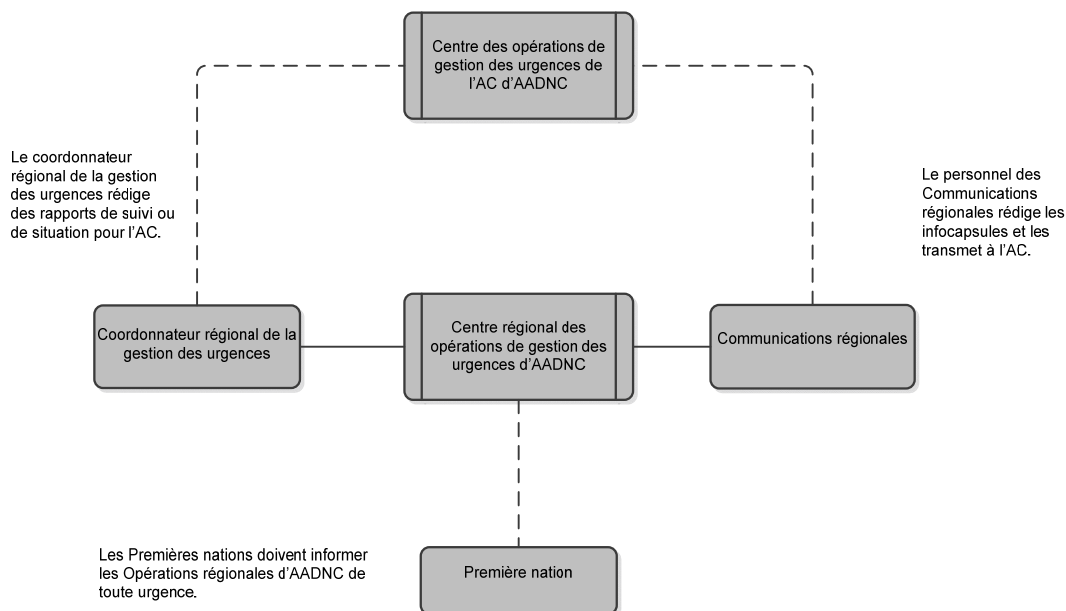 Centre des opérations de
gestion des urgences de
l’AC d’AADNC
Le coordonnateur
régional de la gestion
des urgences rédige
des rapports de suivi ou
de situation pour l’AC.
Le personnel des
Communications
régionales rédige les
infocapsules et les
transmet à l’AC.
Coordonnateur régional de la
gestion des urgences
Centre régional des
opérations de gestion des
urgences d’AADNC
Communications régionales
Les Premières nations doivent informer
les Opérations régionales d’AADNC de
toute urgence.
Première nation